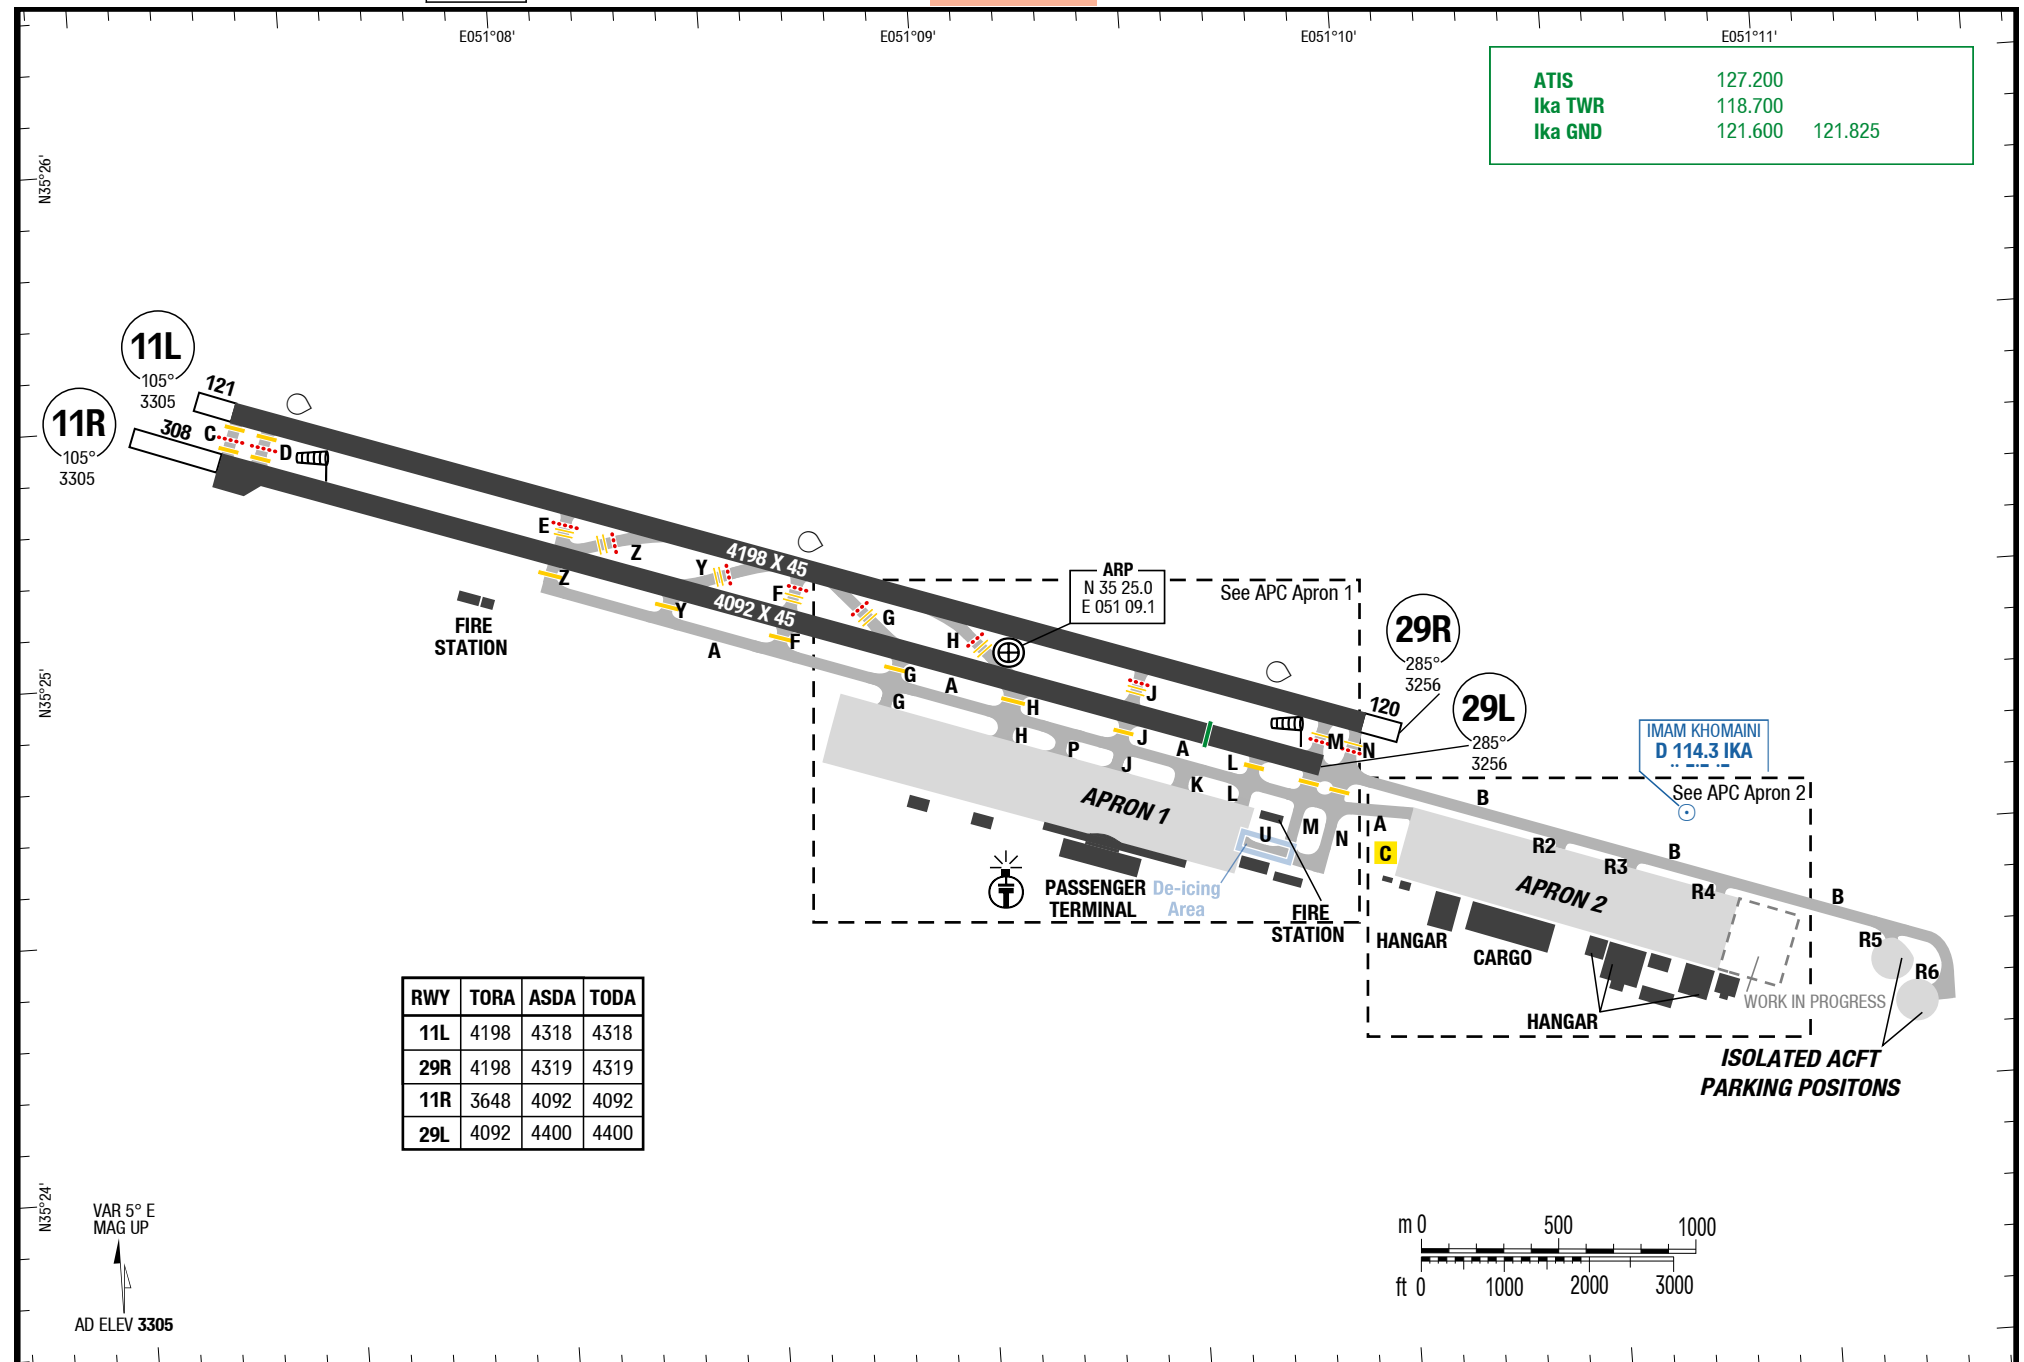 E051°08'
E051°09'
E051°10'
E051°11'
ATIS 127.200
Ika TWR 118.700
Ika GND 121.600 121.825
N35°26'
11L
105°
3305
121
11R
105°
3305
308
C
D
E
Z
Z
Y
Y
4198 X 45
4092 X 45
F
F
G
G
G
H
H
H
A
A
A
ARP
N 35 25.0
E 051 09.1
See APC Apron 1
29R
285°
3256
120
29L
285°
3256
FIRE
STATION
N35°25'
J
J
J
P
K
L
L
M
N
M
N
U
A
C
B
B
B
IMAM KHOMAINI
D 114.3 IKA
See APC Apron 2
APRON 1
APRON 2
R2
R3
R4
R5
R6
PASSENGER
TERMINAL
De-icing
Area
FIRE
STATION
HANGAR
CARGO
HANGAR
WORK IN PROGRESS
ISOLATED ACFT
PARKING POSITONS
RWY TORA ASDA TODA
11L 4198 4318 4318
29R 4198 4319 4319
11R 3648 4092 4092
29L 4092 4400 4400
N35°24'
VAR 5° E
MAG UP
AD ELEV 3305
m 0 500 1000
ft 0 1000 2000 3000